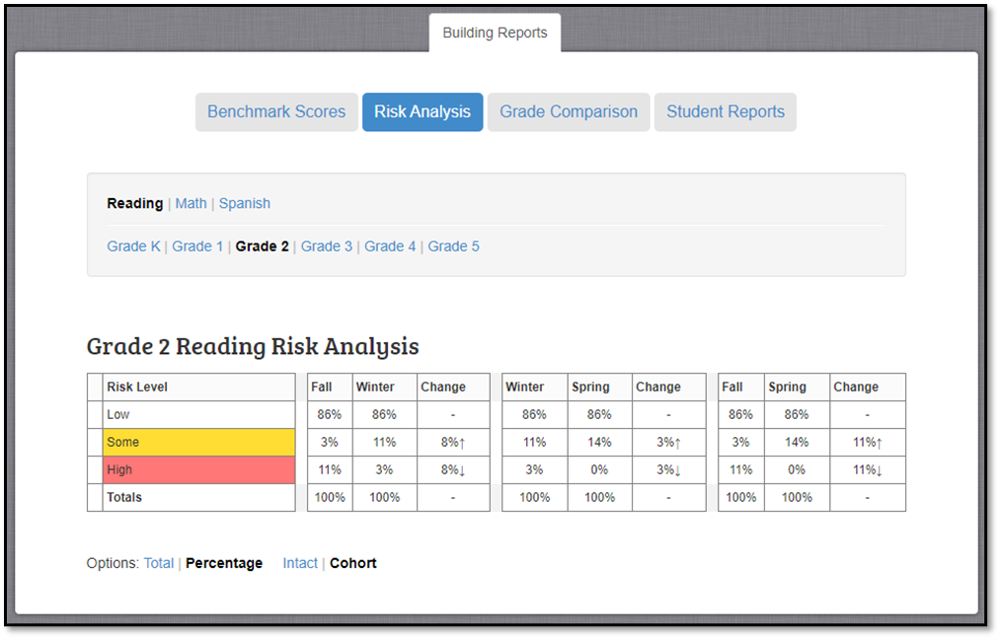 Building Reports
Benchmark Scores Risk Analysis Grade Comparison Student Reports
Reading | Math | Spanish
Grade K | Grade 1 | Grade 2 | Grade 3 | Grade 4 | Grade 5
Grade 2 Reading Risk Analysis
Risk Level Fall Winter Change Winter Spring Change Fall Spring Change
Low 86% 86% - 86% 86% - 86% 86% -
Some 3% 11% 8%↑ 11% 14% 3%↑ 3% 14% 11%↑
High 11% 3% 8%↓ 3% 0% 3%↓ 11% 0% 11%↓
Totals 100% 100% - 100% 100% - 100% 100% -
Options: Total | Percentage Intact | Cohort